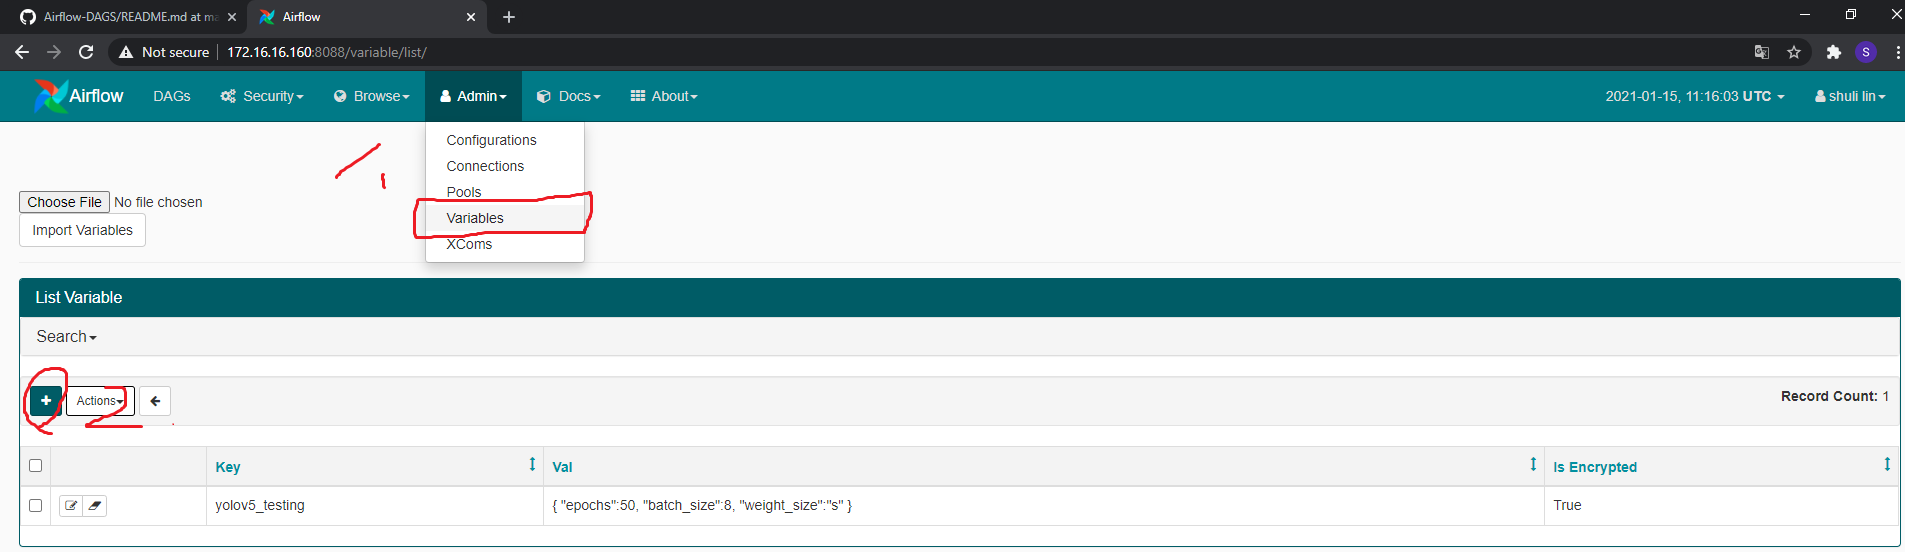 Airflow-DAGS/README.md at ma
Airflow
Not secure 172.16.16.160:8088/variable/list/
S
Airflow DAGs Security Browse Admin Docs About 2021-01-15, 11:16:03 UTC shuli lin
Configurations
Connections
Pools
Variables
XComs
1.
Choose File No file chosen
Import Variables
List Variable
Search
Actions
2
Record Count: 1
Key Val Is Encrypted
yolov5_testing { "epochs":50, "batch_size":8, "weight_size":"s" } True